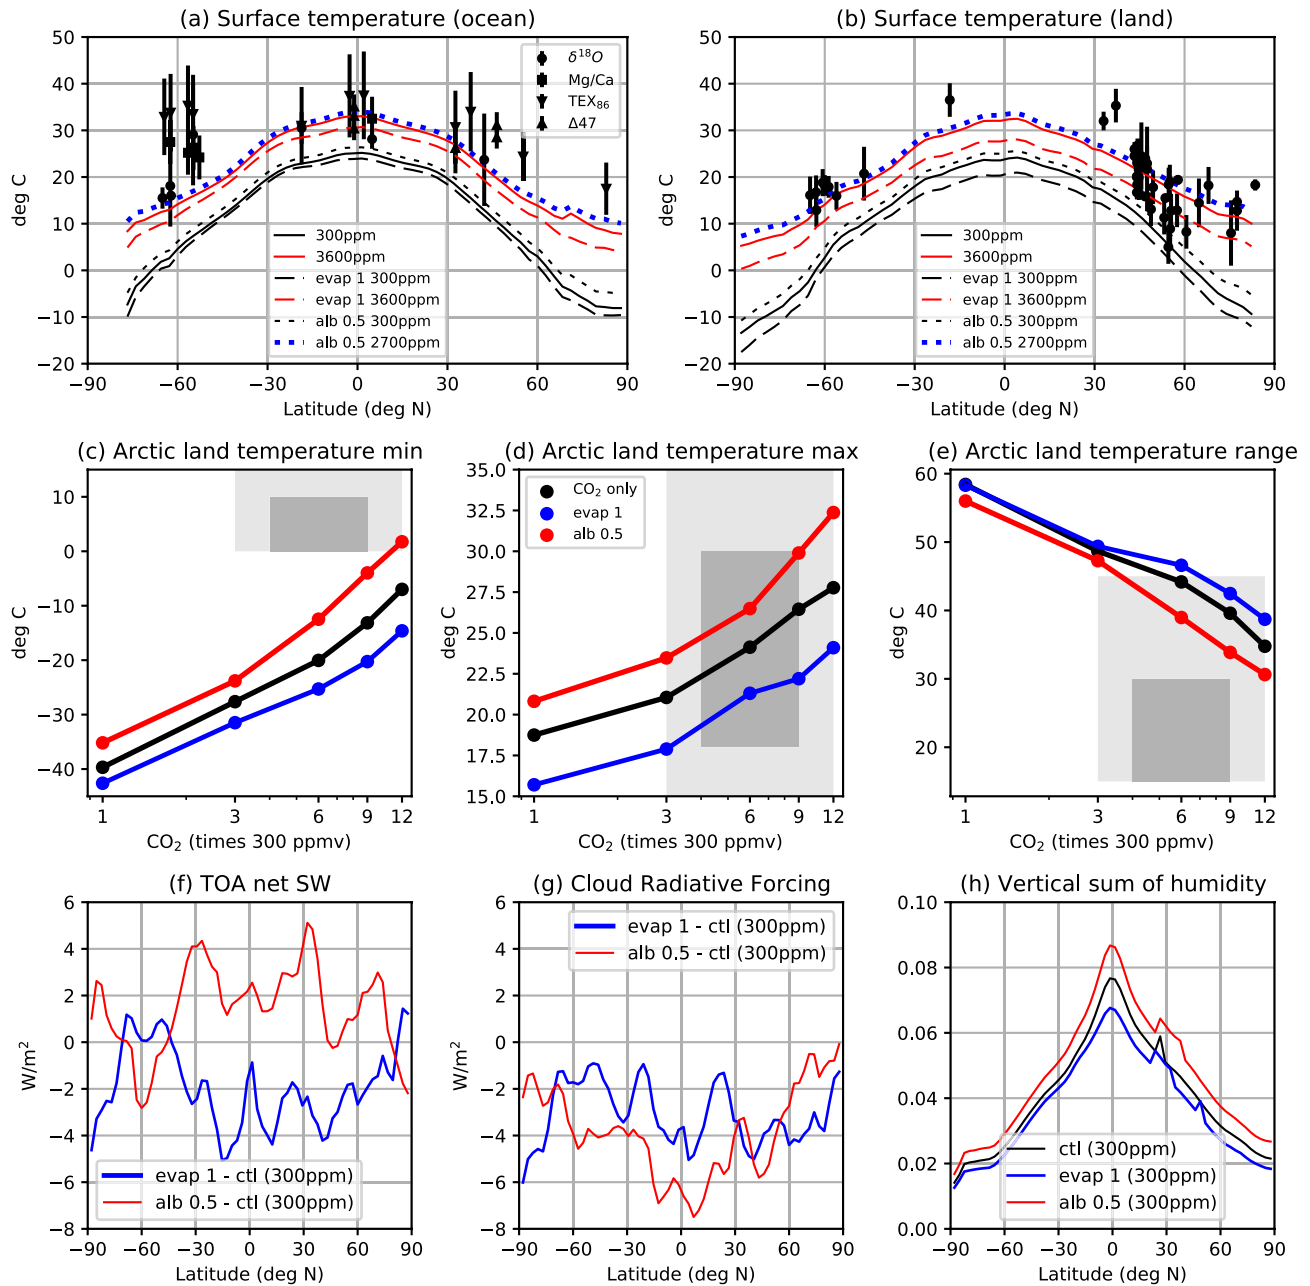 (a) Surface temperature (ocean)
50
40
30
20
10
0
−10
−20
deg C
−90
−60
−30
0
30
60
90
Latitude (deg N)
δ¹⁸O
Mg/Ca
TEX₈₆
Δ47
300ppm
3600ppm
evap 1 300ppm
evap 1 3600ppm
alb 0.5 300ppm
alb 0.5 2700ppm
(b) Surface temperature (land)
50
40
30
20
10
0
−10
−20
deg C
−90
−60
−30
0
30
60
90
Latitude (deg N)
300ppm
3600ppm
evap 1 300ppm
evap 1 3600ppm
alb 0.5 300ppm
alb 0.5 2700ppm
(c) Arctic land temperature min
10
0
−10
−20
−30
−40
deg C
1
3
6
9
12
CO₂ (times 300 ppmv)
(d) Arctic land temperature max
35.0
32.5
30.0
27.5
25.0
22.5
20.0
17.5
15.0
deg C
CO₂ only
evap 1
alb 0.5
1
3
6
9
12
CO₂ (times 300 ppmv)
(e) Arctic land temperature range
60
50
40
30
20
deg C
1
3
6
9
12
CO₂ (times 300 ppmv)
(f) TOA net SW
6
4
2
0
−2
−4
−6
−8
W/m²
evap 1 - ctl (300ppm)
alb 0.5 - ctl (300ppm)
−90
−60
−30
0
30
60
90
Latitude (deg N)
(g) Cloud Radiative Forcing
6
4
2
0
−2
−4
−6
−8
W/m²
evap 1 - ctl (300ppm)
alb 0.5 - ctl (300ppm)
−90
−60
−30
0
30
60
90
Latitude (deg N)
(h) Vertical sum of humidity
0.10
0.08
0.06
0.04
0.02
0.00
ctl (300ppm)
evap 1 (300ppm)
alb 0.5 (300ppm)
−90
−60
−30
0
30
60
90
Latitude (deg N)